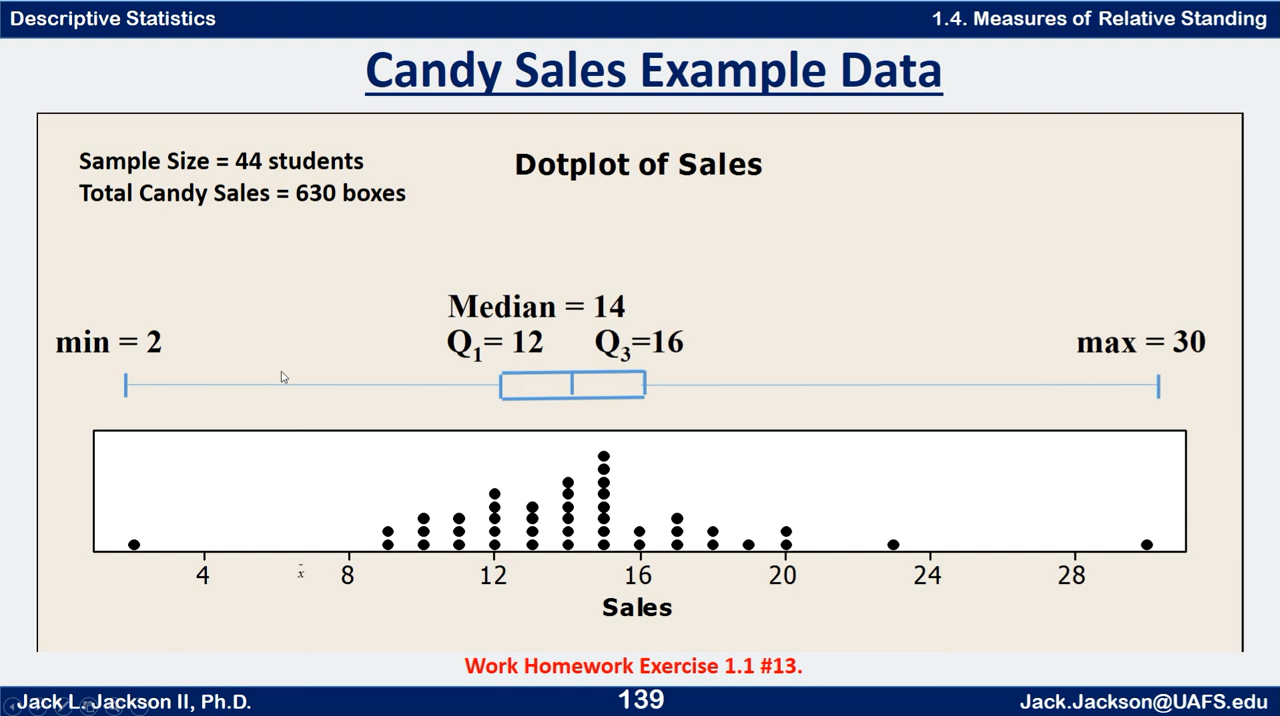 Descriptive Statistics
1.4. Measures of Relative Standing
Candy Sales Example Data
Sample Size = 44 students
Total Candy Sales = 630 boxes
Dotplot of Sales
Median = 14
min = 2
Q₁= 12
Q₃=16
max = 30
4 8 12 16 20 24 28
x̄
Sales
Work Homework Exercise 1.1 #13.
Jack L. Jackson II, Ph.D.
139
Jack.Jackson@UAFS.edu